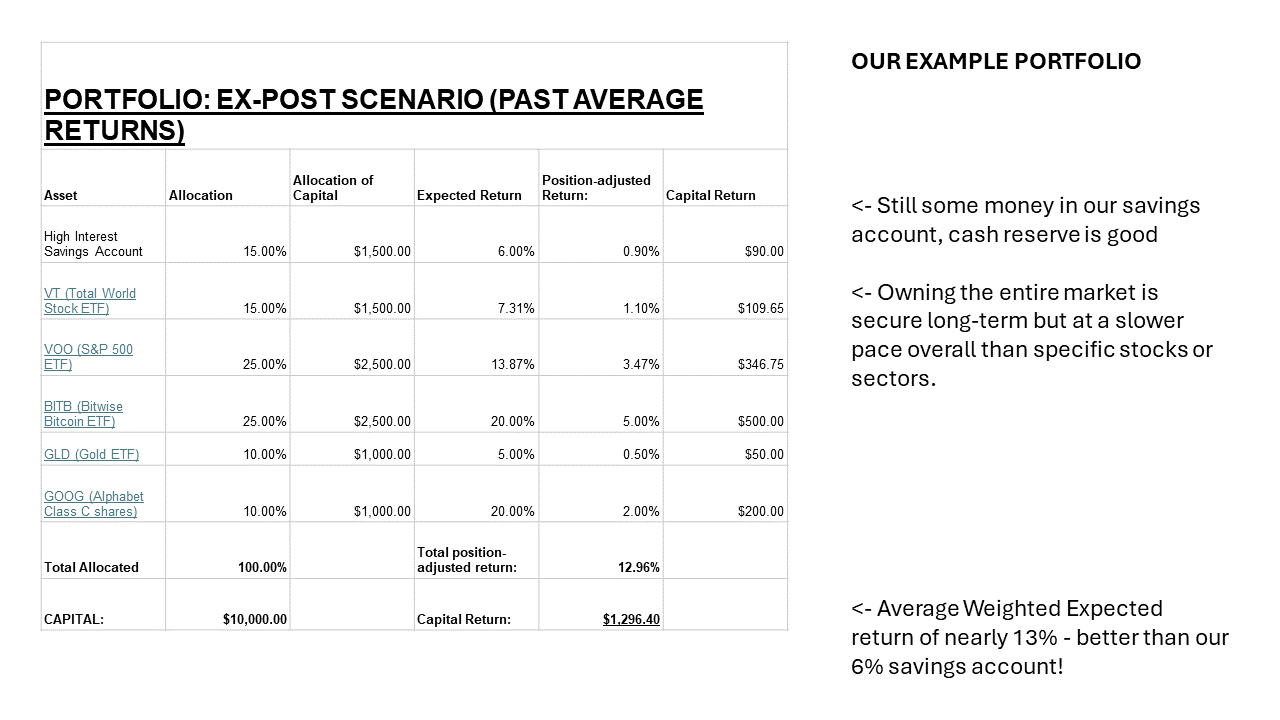 PORTFOLIO: EX-POST SCENARIO (PAST AVERAGE
RETURNS)
Asset
Allocation
Allocation of
Capital
Expected Return
Position-adjusted
Return:
Capital Return
High Interest
Savings Account
15.00%
$1,500.00
6.00%
0.90%
$90.00
VT (Total World
Stock ETF)
15.00%
$1,500.00
7.31%
1.10%
$109.65
VOO (S&P 500
ETF)
25.00%
$2,500.00
13.87%
3.47%
$346.75
BITB (Bitwise
Bitcoin ETF)
25.00%
$2,500.00
20.00%
5.00%
$500.00
GLD (Gold ETF)
10.00%
$1,000.00
5.00%
0.50%
$50.00
GOOG (Alphabet
Class C shares)
10.00%
$1,000.00
20.00%
2.00%
$200.00
Total Allocated
100.00%
Total position-
adjusted return:
12.96%
CAPITAL:
$10,000.00
Capital Return:
$1,296.40
OUR EXAMPLE PORTFOLIO
<- Still some money in our savings
account, cash reserve is good
<- Owning the entire market is
secure long-term but at a slower
pace overall than specific stocks or
sectors.
<- Average Weighted Expected
return of nearly 13% - better than our
6% savings account!